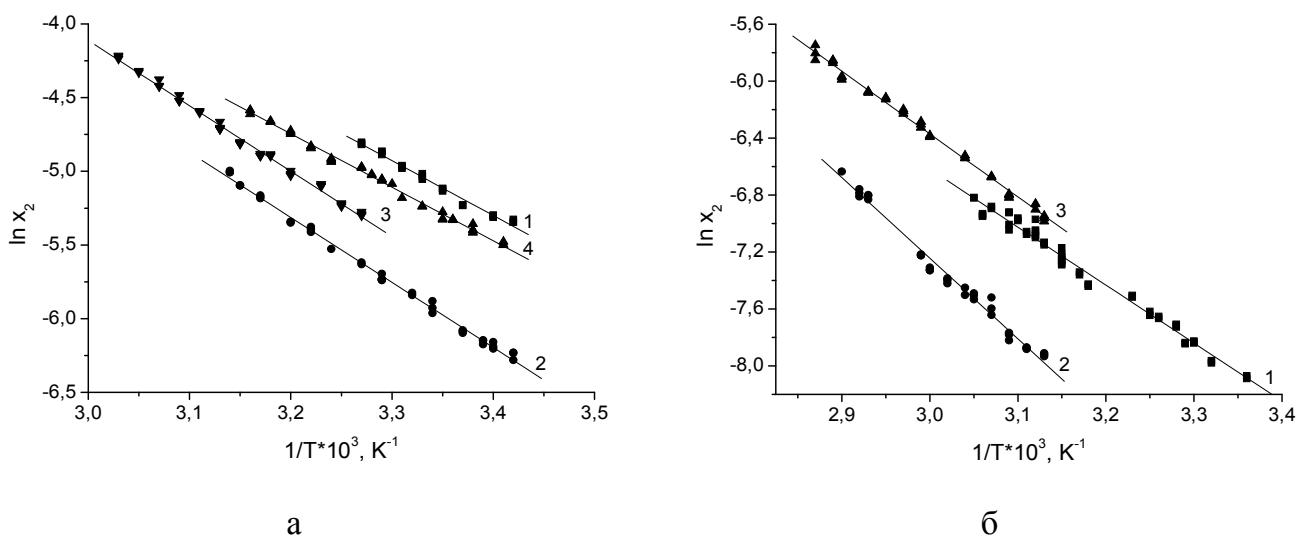 -4,0
-4,5
-5,0
-5,5
-6,0
-6,5
ln x2
3,0 3,1 3,2 3,3 3,4 3,5
1/T*10³, K⁻¹
1
4
3
2
а
-5,6
-6,0
-6,4
-6,8
-7,2
-7,6
-8,0
ln x2
2,9 3,0 3,1 3,2 3,3 3,4
1/T*10³, K⁻¹
3
2
1
б